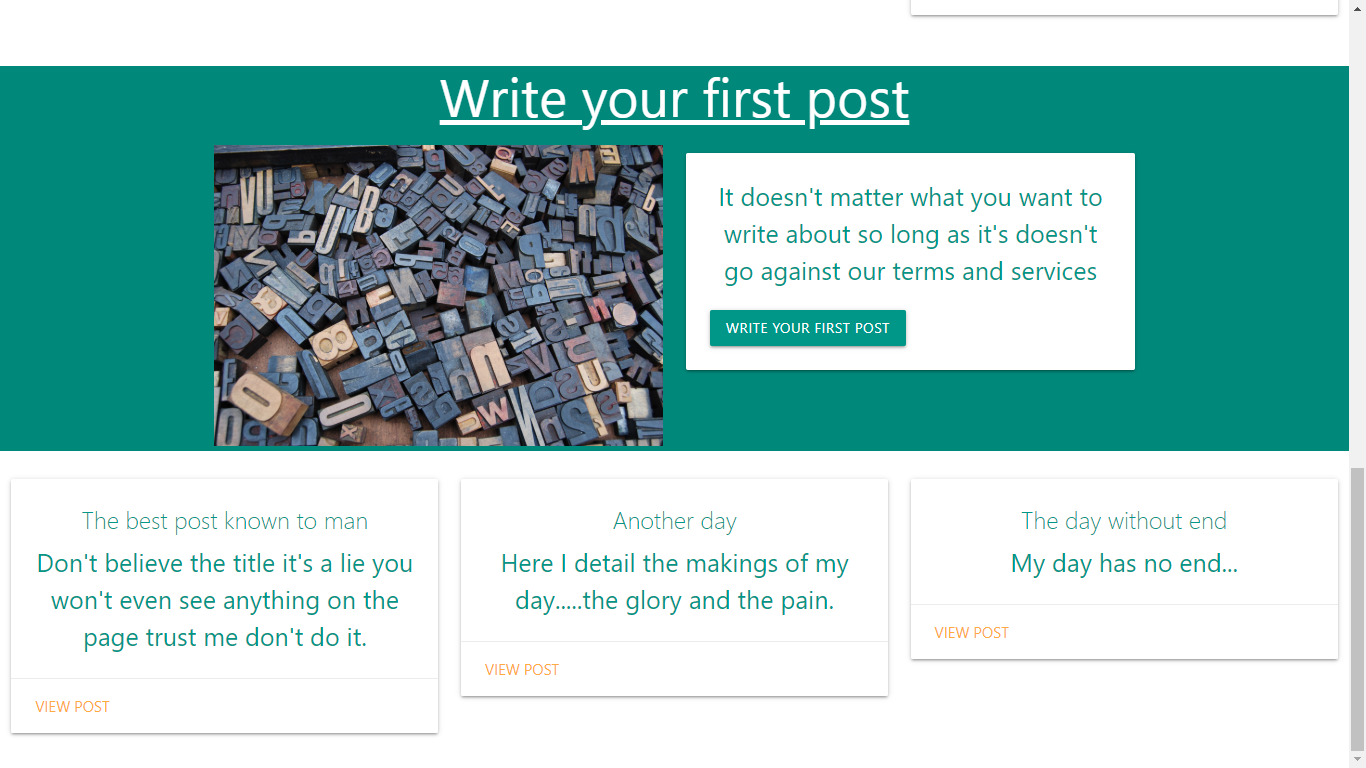 Write your first post
It doesn't matter what you want to
write about so long as it's doesn't
go against our terms and services
WRITE YOUR FIRST POST
The best post known to man
Don't believe the title it's a lie you
won't even see anything on the
page trust me don't do it.
VIEW POST
Another day
Here I detail the makings of my
day.....the glory and the pain.
VIEW POST
The day without end
My day has no end...
VIEW POST